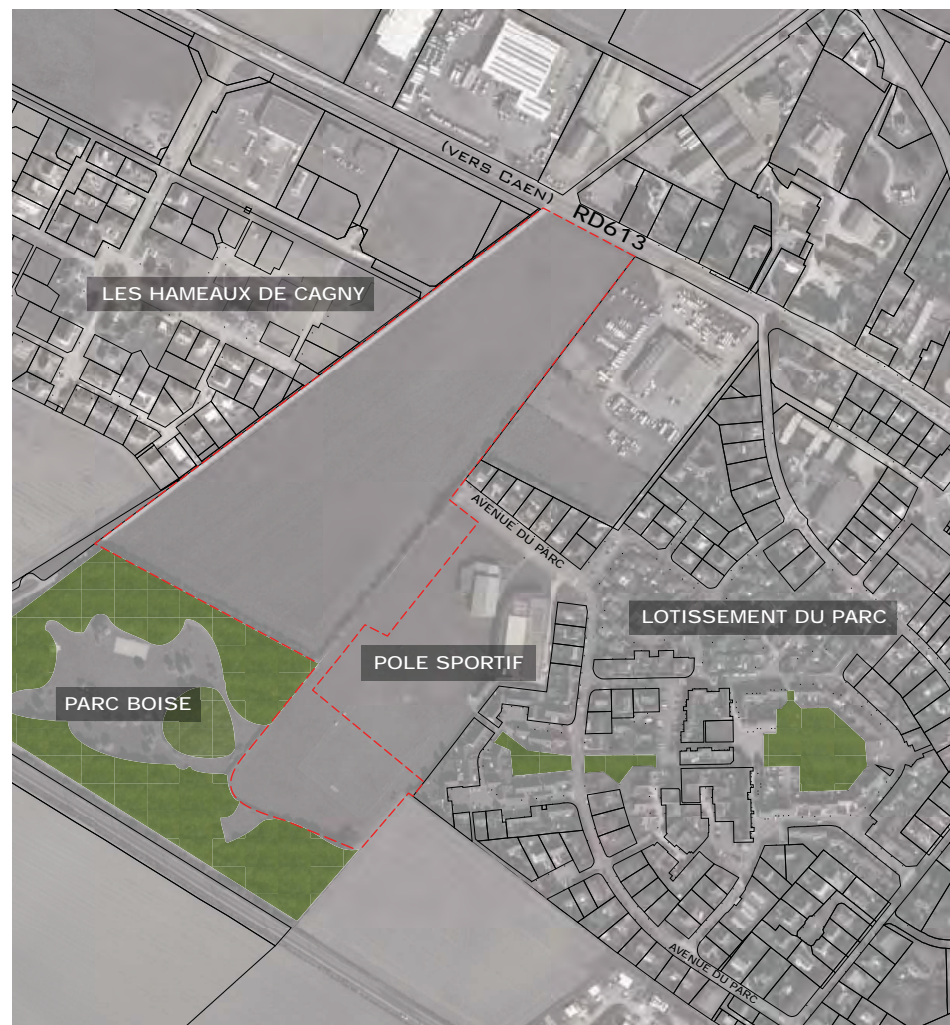 (VERS CAEN)
RD613
LES HAMEAUX DE CAGNY
AVENUE DU PARC
LOTISSEMENT DU PARC
POLE SPORTIF
PARC BOISE
AVENUE DU PARC